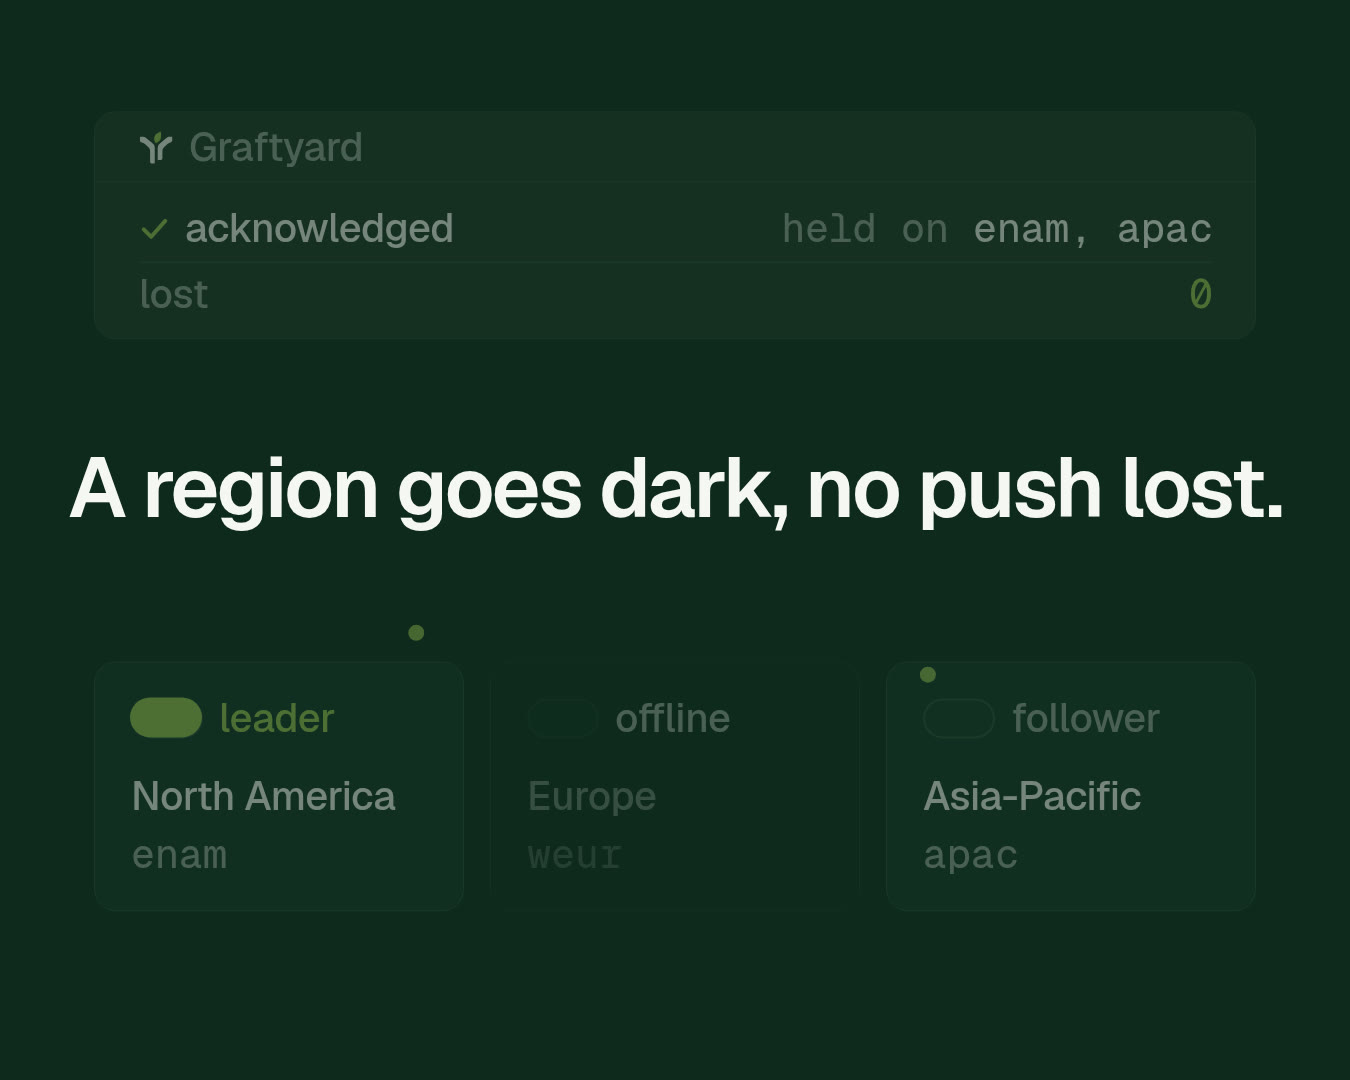 Graftyard
acknowledged held on enam, apac
lost 0
A region goes dark, no push lost.
leader
North America
enam
offline
Europe
weur
follower
Asia-Pacific
apac